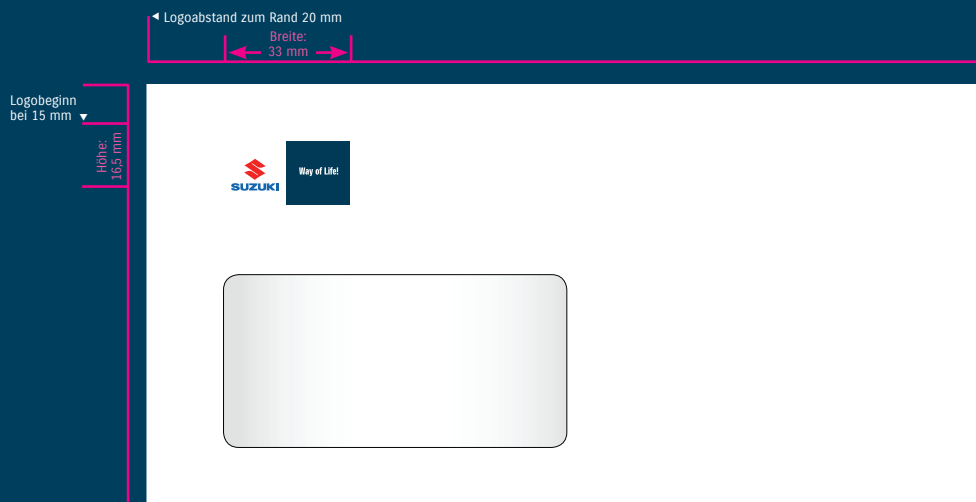 Logoabstand zum Rand 20 mm
Breite:
33 mm
Logobeginn
bei 15 mm
Höhe:
16,5 mm
SUZUKI
Way of Life!